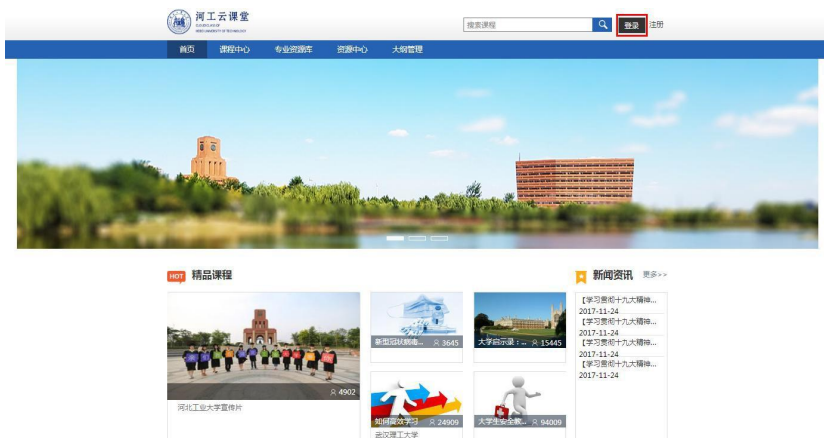 河工云课堂
搜索课程
登录
注册
首页
课程中心
专业资源库
资源中心
大纲管理
HOT 精品课程
新闻资讯 更多>>
4902
河北工业大学宣传片
新型冠状病毒... 3645
大学启示录：... 15445
如何高效学习 24909
武汉理工大学
大学生安全教... 94009
【学习贯彻十九大精神...
2017-11-24
【学习贯彻十九大精神...
2017-11-24
【学习贯彻十九大精神...
2017-11-24
【学习贯彻十九大精神...
2017-11-24